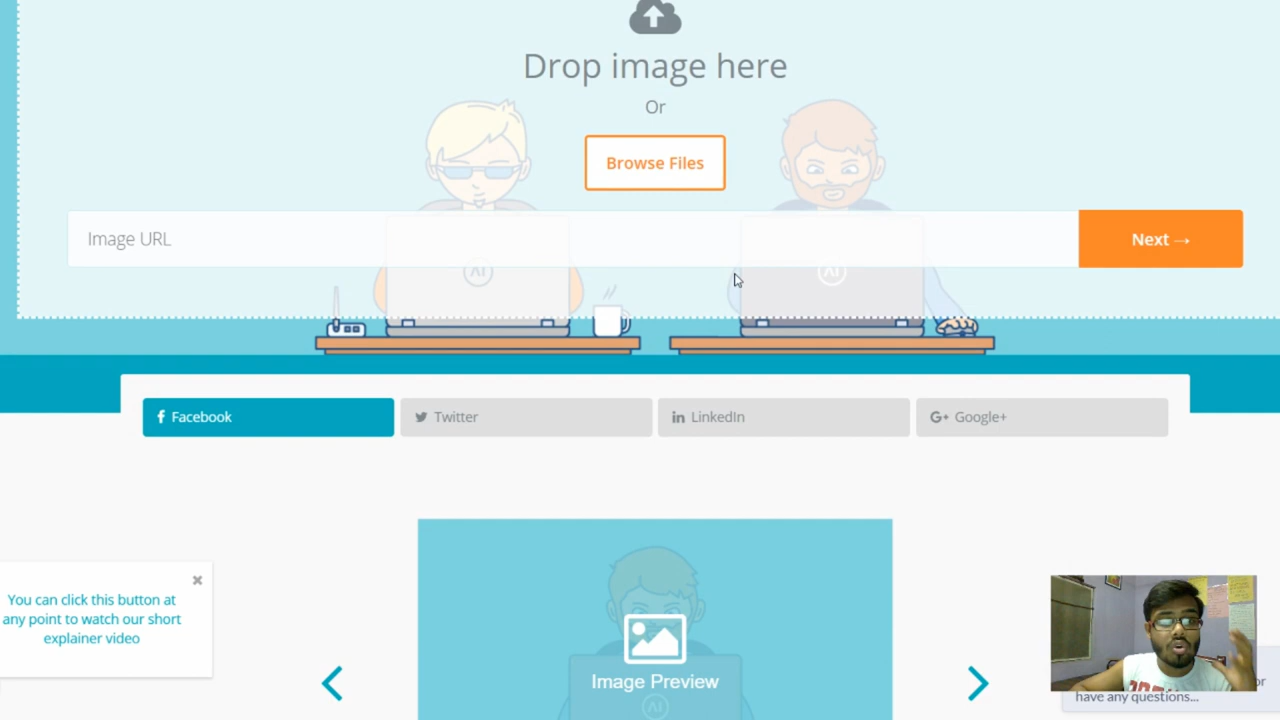 Drop image here
Or
Browse Files
Image URL
Next →
Facebook
Twitter
LinkedIn
G+ Google+
You can click this button at
any point to watch our short
explainer video
Image Preview
or
have any questions...